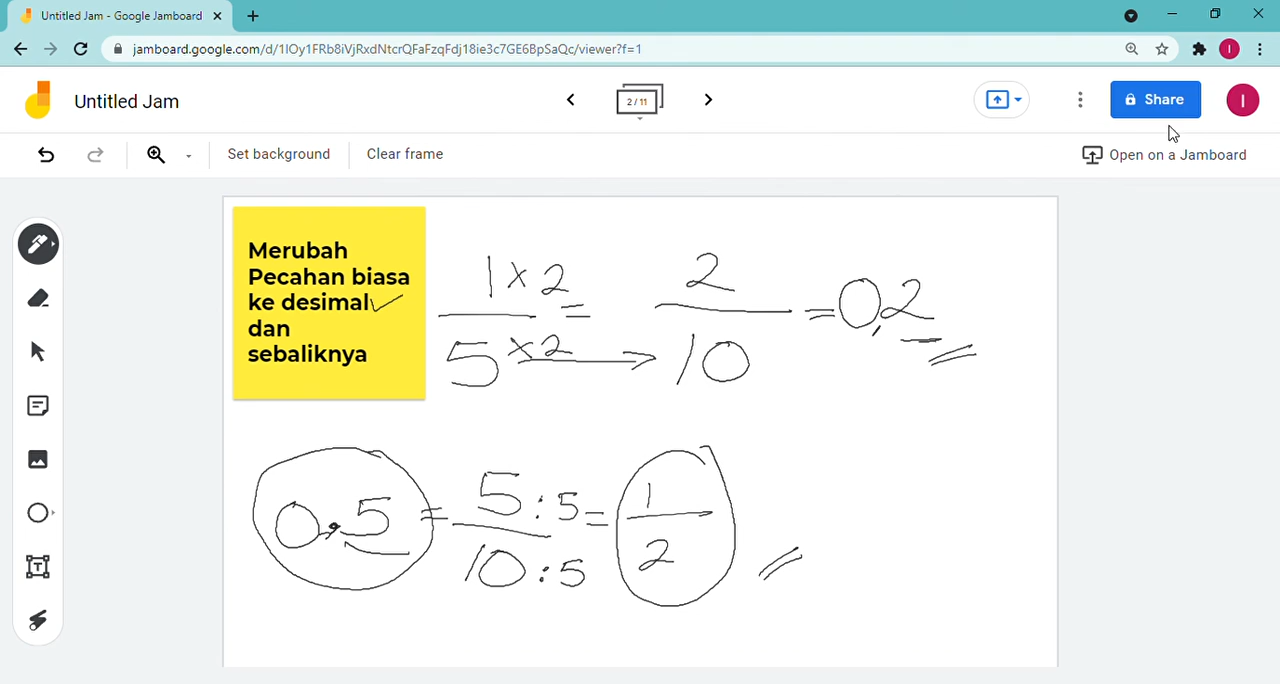 Untitled Jam - Google Jamboard
jamboard.google.com/d/1IOy1FRb8iVjRxdNtcrQFaFzqFdj18ie3c7GE6BpSaQc/viewer?f=1
I
Untitled Jam
2 / 11
Share
I
Set background
Clear frame
Open on a Jamboard
Merubah
Pecahan biasa
ke desimal
dan
sebaliknya
1 × 2 / 5 × 2 = 2 / 10 = 0,2
0,5 = 5 : 5 / 10 : 5 = 1 / 2